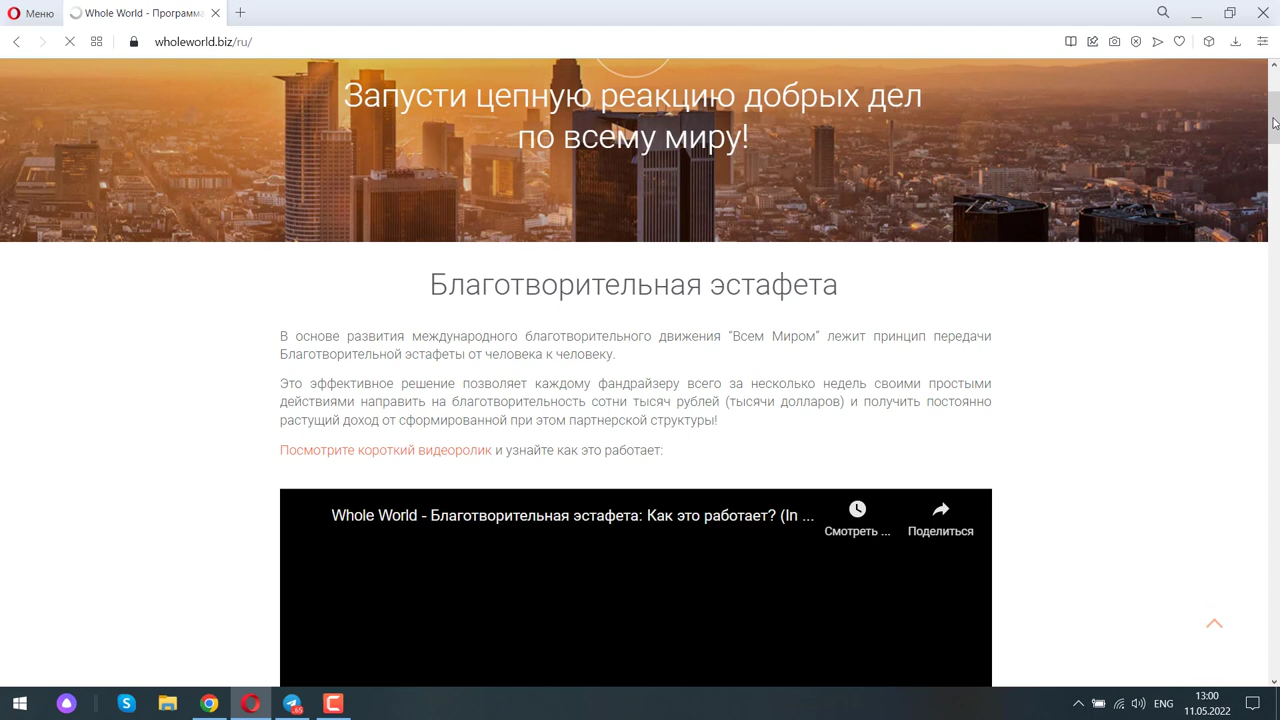 Меню
Whole World - Программа
wholeworld.biz/ru/
Запусти цепную реакцию добрых дел
по всему миру!
Благотворительная эстафета
В основе развития международного благотворительного движения “Всем Миром” лежит принцип передачи
Благотворительной эстафеты от человека к человеку.
Это эффективное решение позволяет каждому фандрайзеру всего за несколько недель своими простыми
действиями направить на благотворительность сотни тысяч рублей (тысячи долларов) и получить постоянно
растущий доход от сформированной при этом партнерской структуры!
Посмотрите короткий видеоролик и узнайте как это работает:
Whole World - Благотворительная эстафета: Как это работает? (In ...
Смотреть ...
Поделиться
65
ENG
13:00
11.05.2022